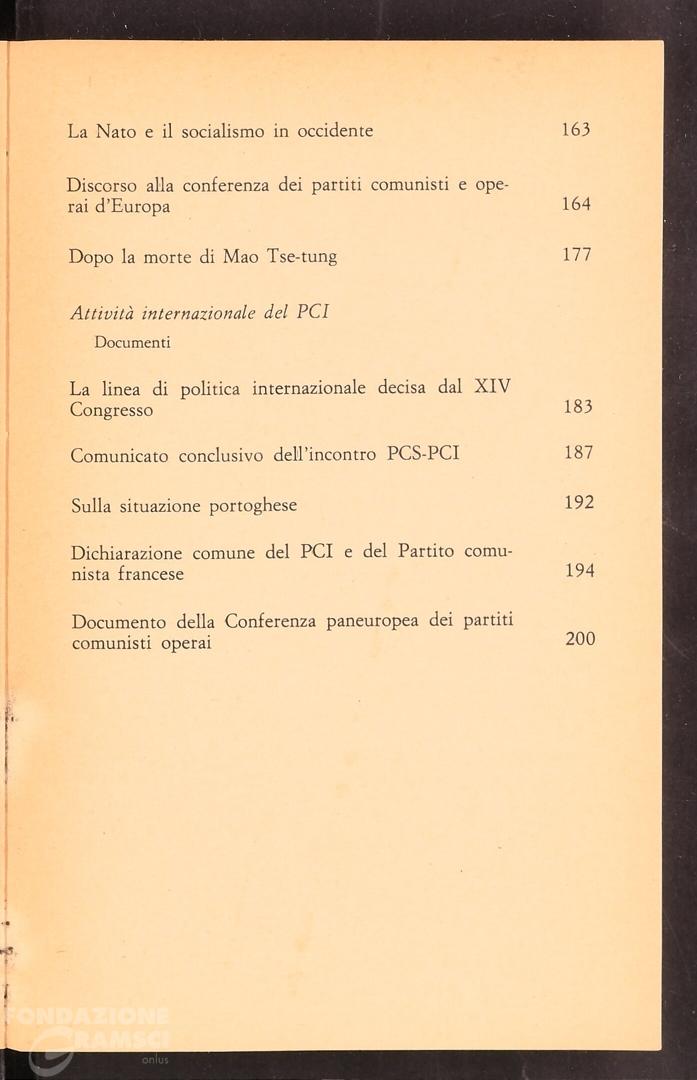 La Nato e il socialismo in occidente 163
Discorso alla conferenza dei partiti comunisti e ope-
rai d'Europa 164
Dopo la morte di Mao Tse-tung 177
Attività internazionale del PCI
Documenti
La linea di politica internazionale decisa dal XIV
Congresso 183
Comunicato conclusivo dell'incontro PCS-PCI 187
Sulla situazione portoghese 192
Dichiarazione comune del PCI e del Partito comu-
nista francese 194
Documento della Conferenza paneuropea dei partiti
comunisti operai 200
FONDAZIONE
GRAMSCI
onlus